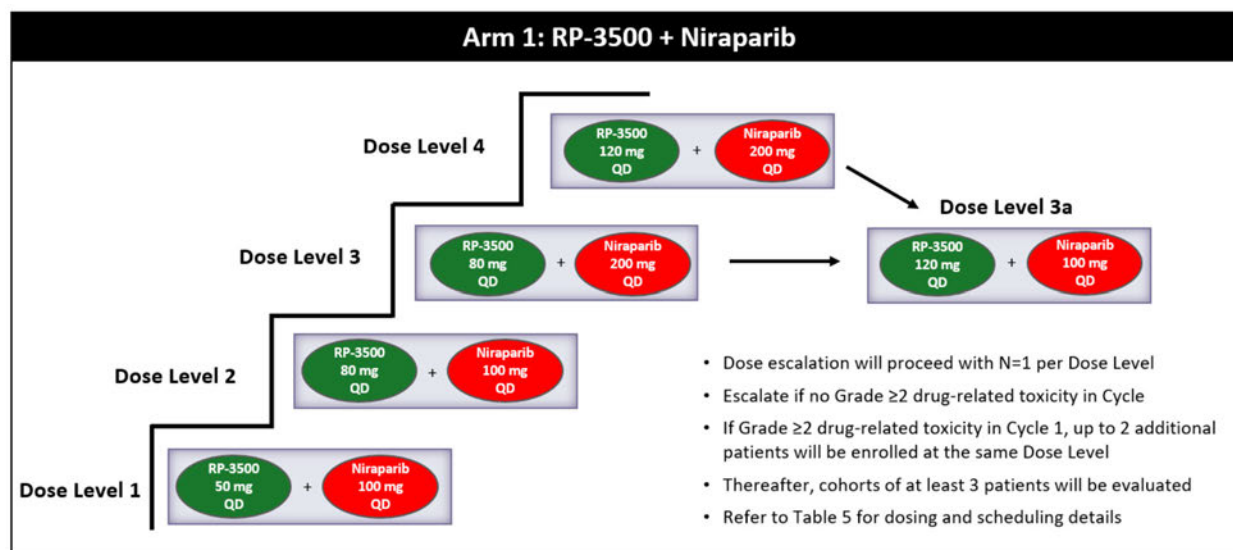 Arm 1: RP-3500 + Niraparib
Dose Level 4
RP-3500
120 mg
QD
+
Niraparib
200 mg
QD
Dose Level 3a
RP-3500
120 mg
QD
+
Niraparib
100 mg
QD
Dose Level 3
RP-3500
80 mg
QD
+
Niraparib
200 mg
QD
Dose Level 2
RP-3500
80 mg
QD
+
Niraparib
100 mg
QD
Dose Level 1
RP-3500
50 mg
QD
+
Niraparib
100 mg
QD
• Dose escalation will proceed with N=1 per Dose Level
• Escalate if no Grade ≥2 drug-related toxicity in Cycle
• If Grade ≥2 drug-related toxicity in Cycle 1, up to 2 additional
patients will be enrolled at the same Dose Level
• Thereafter, cohorts of at least 3 patients will be evaluated
• Refer to Table 5 for dosing and scheduling details